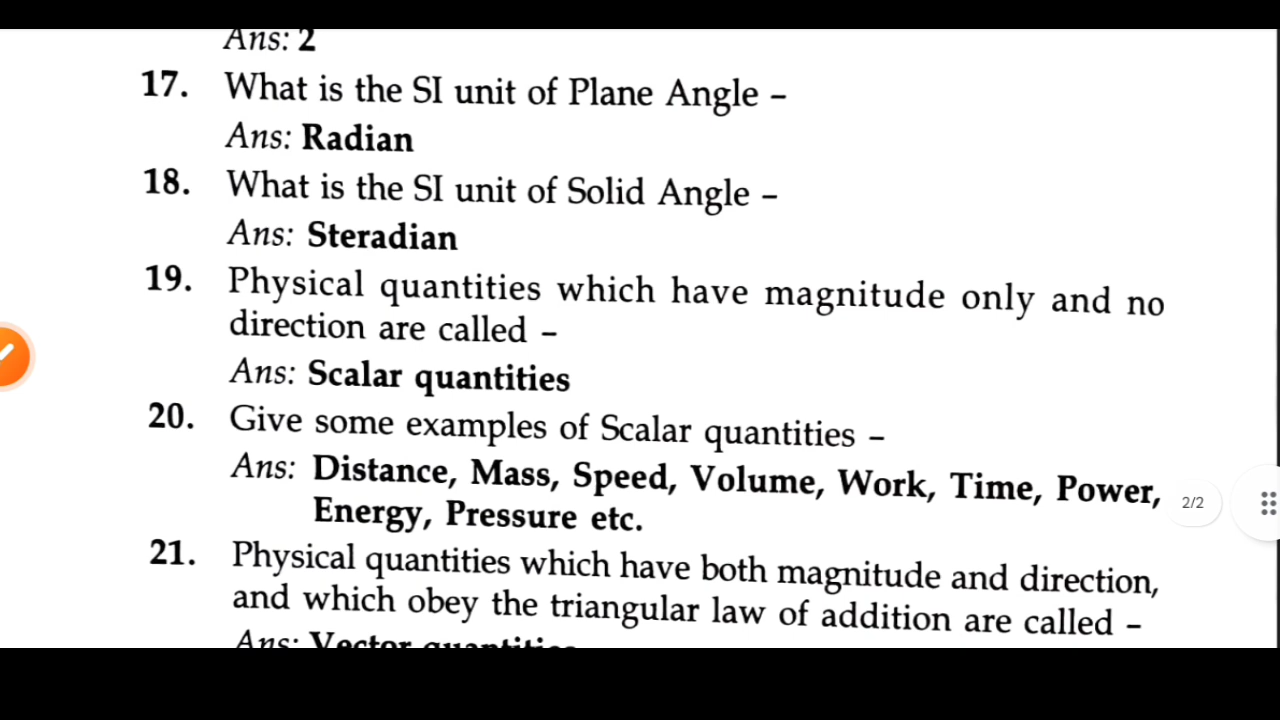 Ans: 2
17. What is the SI unit of Plane Angle –
Ans: Radian
18. What is the SI unit of Solid Angle –
Ans: Steradian
19. Physical quantities which have magnitude only and no
direction are called –
Ans: Scalar quantities
20. Give some examples of Scalar quantities –
Ans: Distance, Mass, Speed, Volume, Work, Time, Power,
Energy, Pressure etc.
2/2
21. Physical quantities which have both magnitude and direction,
and which obey the triangular law of addition are called –
Ans: Vector quantities